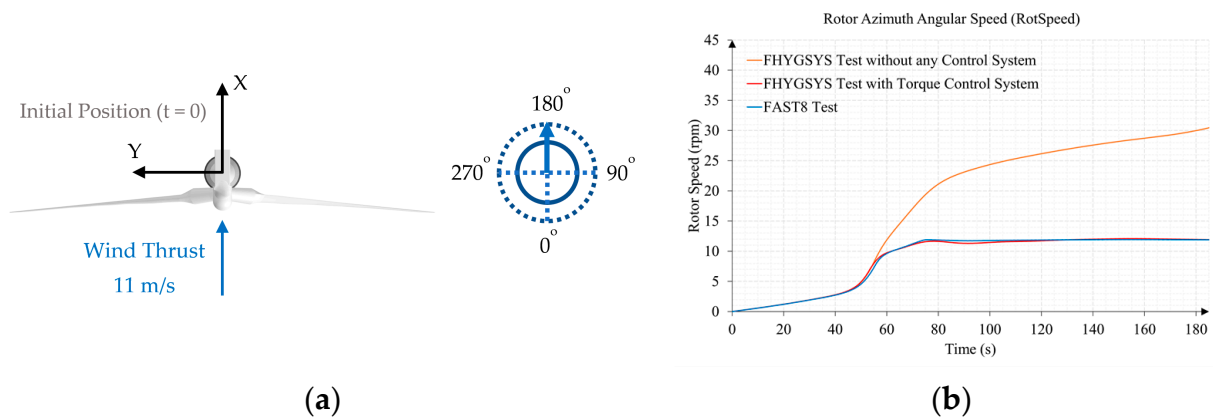 X
Initial Position (t = 0)
Y
Wind Thrust
11 m/s
180°
270°
90°
0°
(a)
Rotor Azimuth Angular Speed (RotSpeed)
FHYGSYS Test without any Control System
FHYGSYS Test with Torque Control System
FAST8 Test
Rotor Speed (rpm)
45
40
35
30
25
20
15
10
5
0
0 20 40 60 80 100 120 140 160 180
Time (s)
(b)